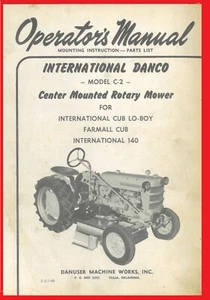 Operator's Manual
MOUNTING INSTRUCTION — PARTS LIST
INTERNATIONAL DANCO
— MODEL C-2 —
Center Mounted Rotary Mower
FOR
INTERNATIONAL CUB LO-BOY
FARMALL CUB
INTERNATIONAL 140
DANUSER MACHINE WORKS, INC.
TULSA, OKLAHOMA